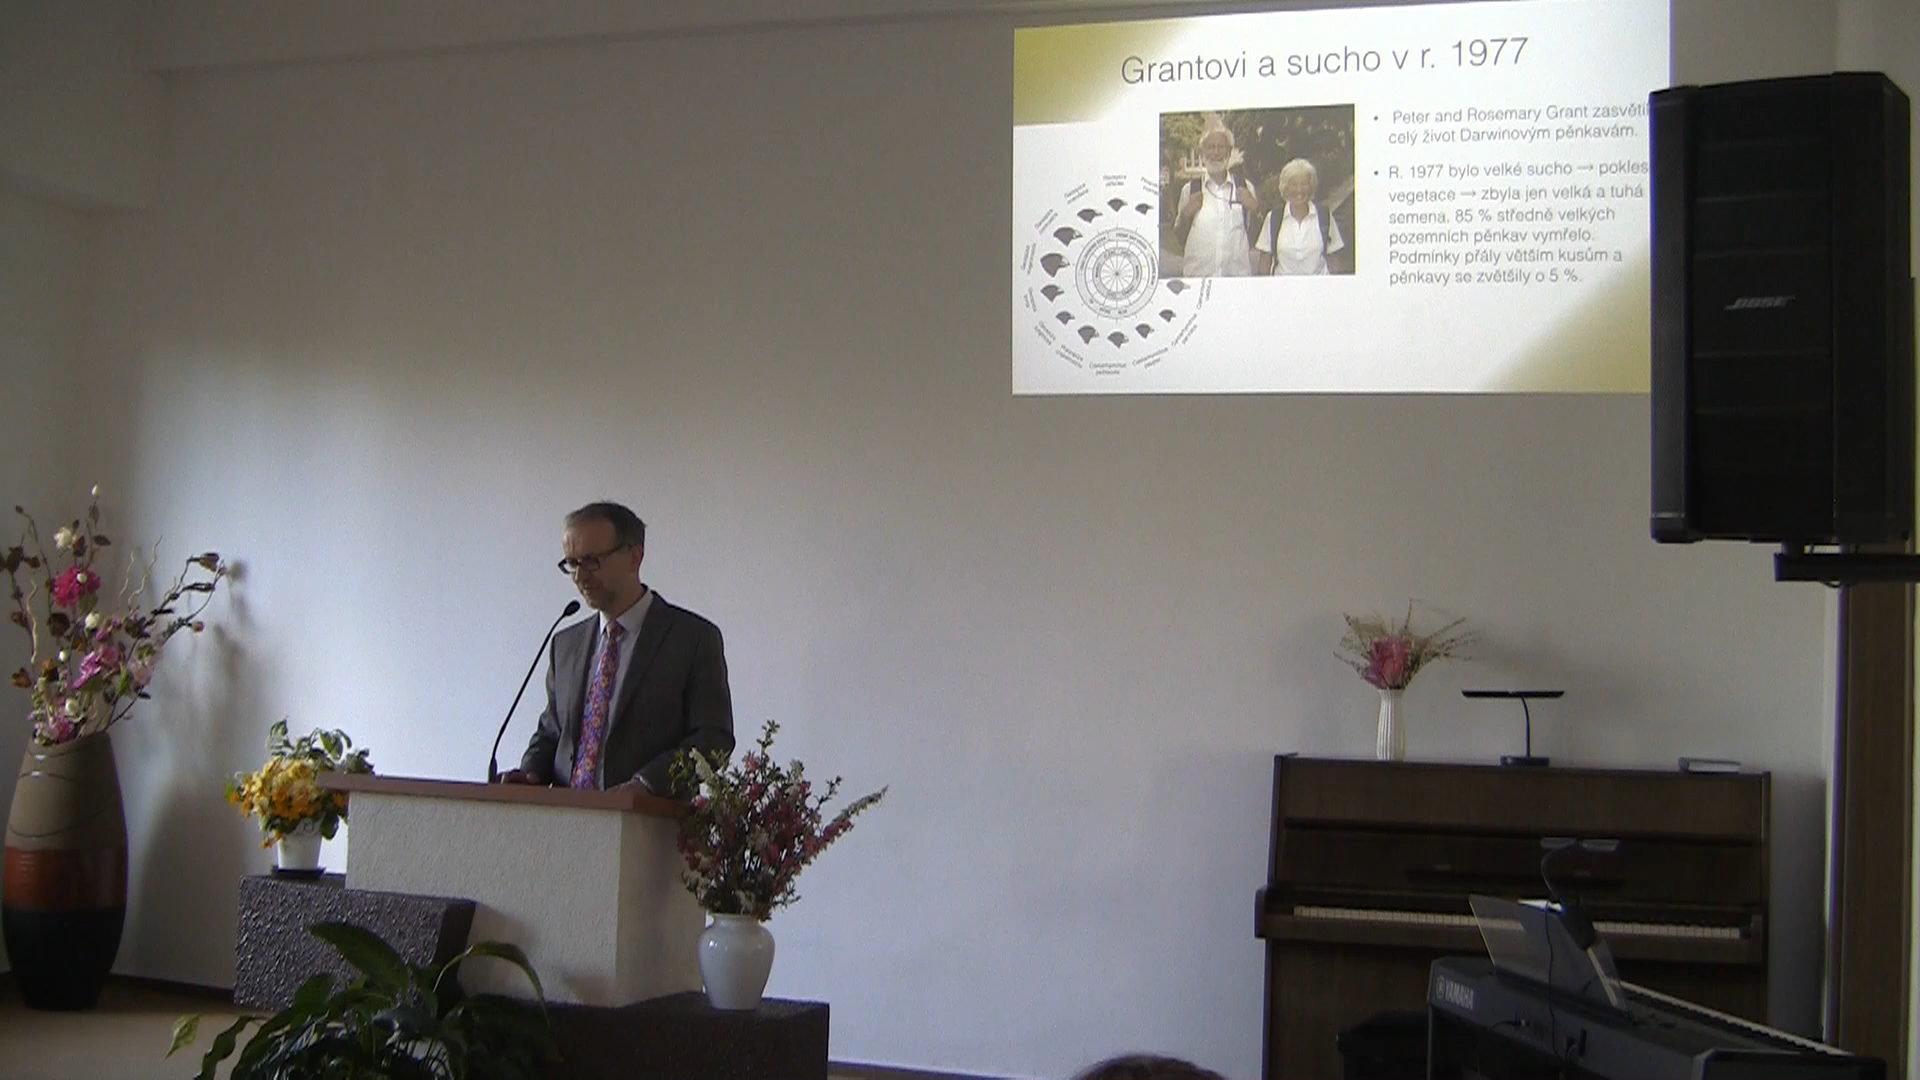 Grantovi a sucho v r. 1977
• Peter and Rosemary Grant zasvětil
celý život Darwinovým pěnkavám.
• R. 1977 bylo velké sucho → pokles
vegetace → zbyla jen velká a tuhá
semena. 85 % středně velkých
pozemních pěnkav vymřelo.
Podmínky přály větším kusům a
pěnkavy se zvětšily o 5 %.
BOSE
YAMAHA